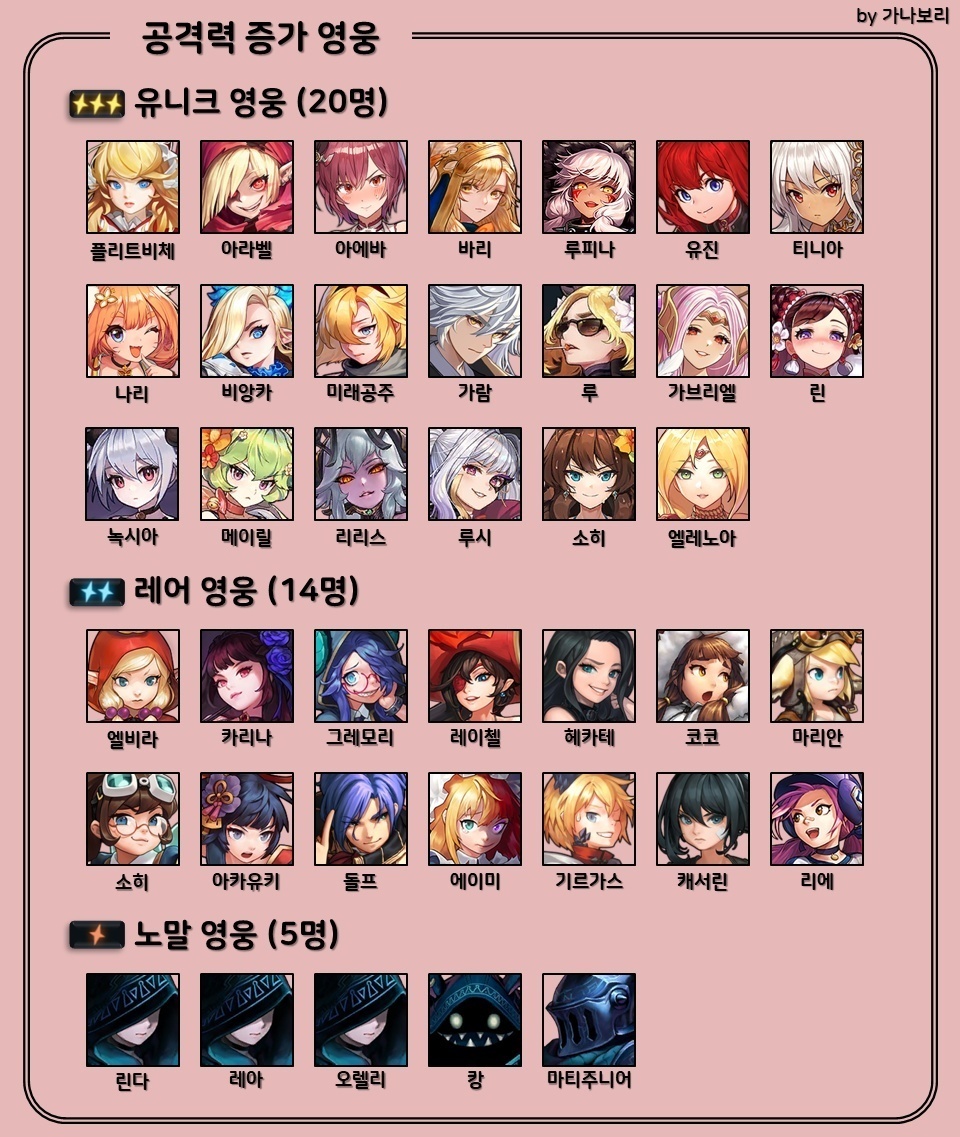 by 가나보리
공격력 증가 영웅
유니크 영웅 (20명)
플리트비체 아라벨 아에바 바리 루피나 유진 티니아
나리 비앙카 미래공주 가람 루 가브리엘 린
녹시아 메이릴 리리스 루시 소히 엘레노아
레어 영웅 (14명)
엘비라 카리나 그레모리 레이첼 헤카테 코코 마리안
소히 아카유키 돌프 에이미 기르가스 캐서린 리에
노말 영웅 (5명)
린다 레아 오렐리 캉 마티주니어